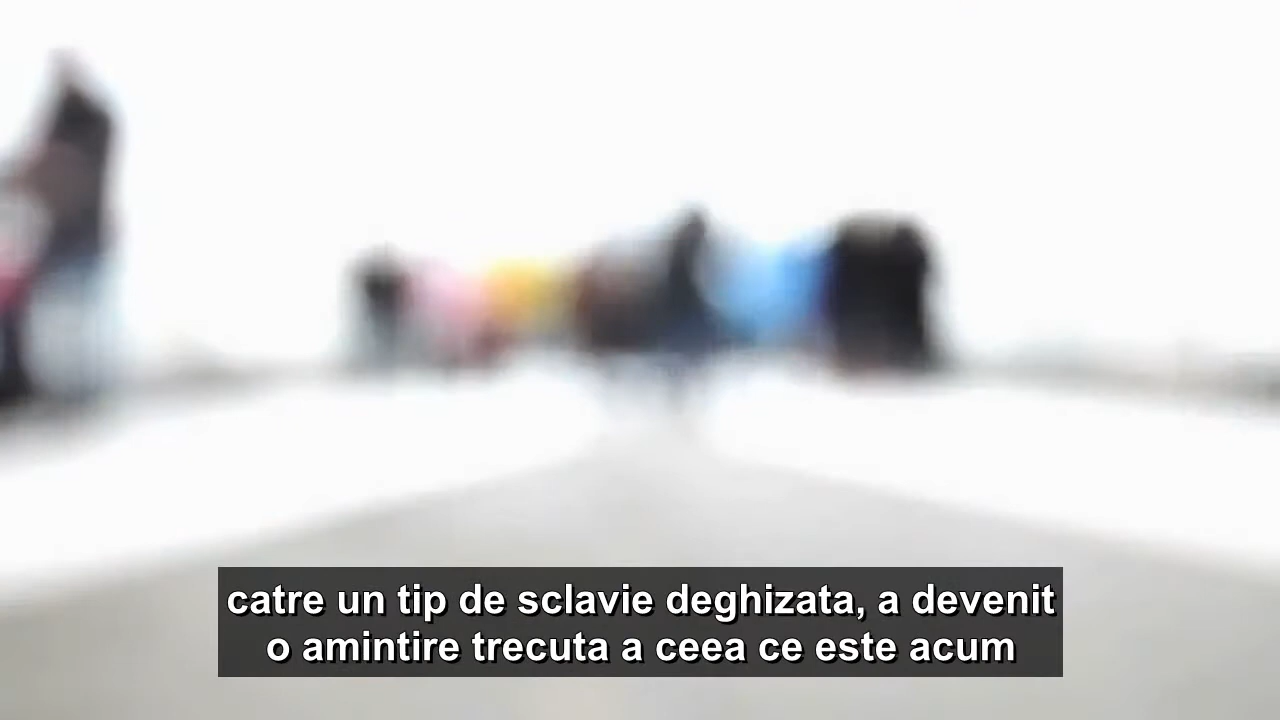 catre un tip de sclavie deghizata, a devenit
o amintire trecuta a ceea ce este acum